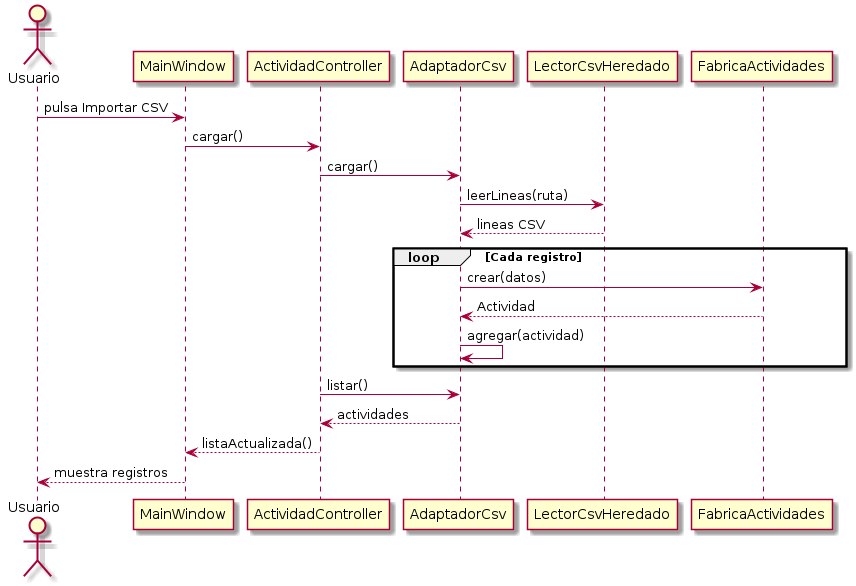 Usuario
MainWindow
ActividadController
AdaptadorCsv
LectorCsvHeredado
FabricaActividades
pulsa Importar CSV
cargar()
cargar()
leerLineas(ruta)
lineas CSV
loop [Cada registro]
crear(datos)
Actividad
agregar(actividad)
listar()
actividades
listaActualizada()
muestra registros
Usuario
MainWindow
ActividadController
AdaptadorCsv
LectorCsvHeredado
FabricaActividades